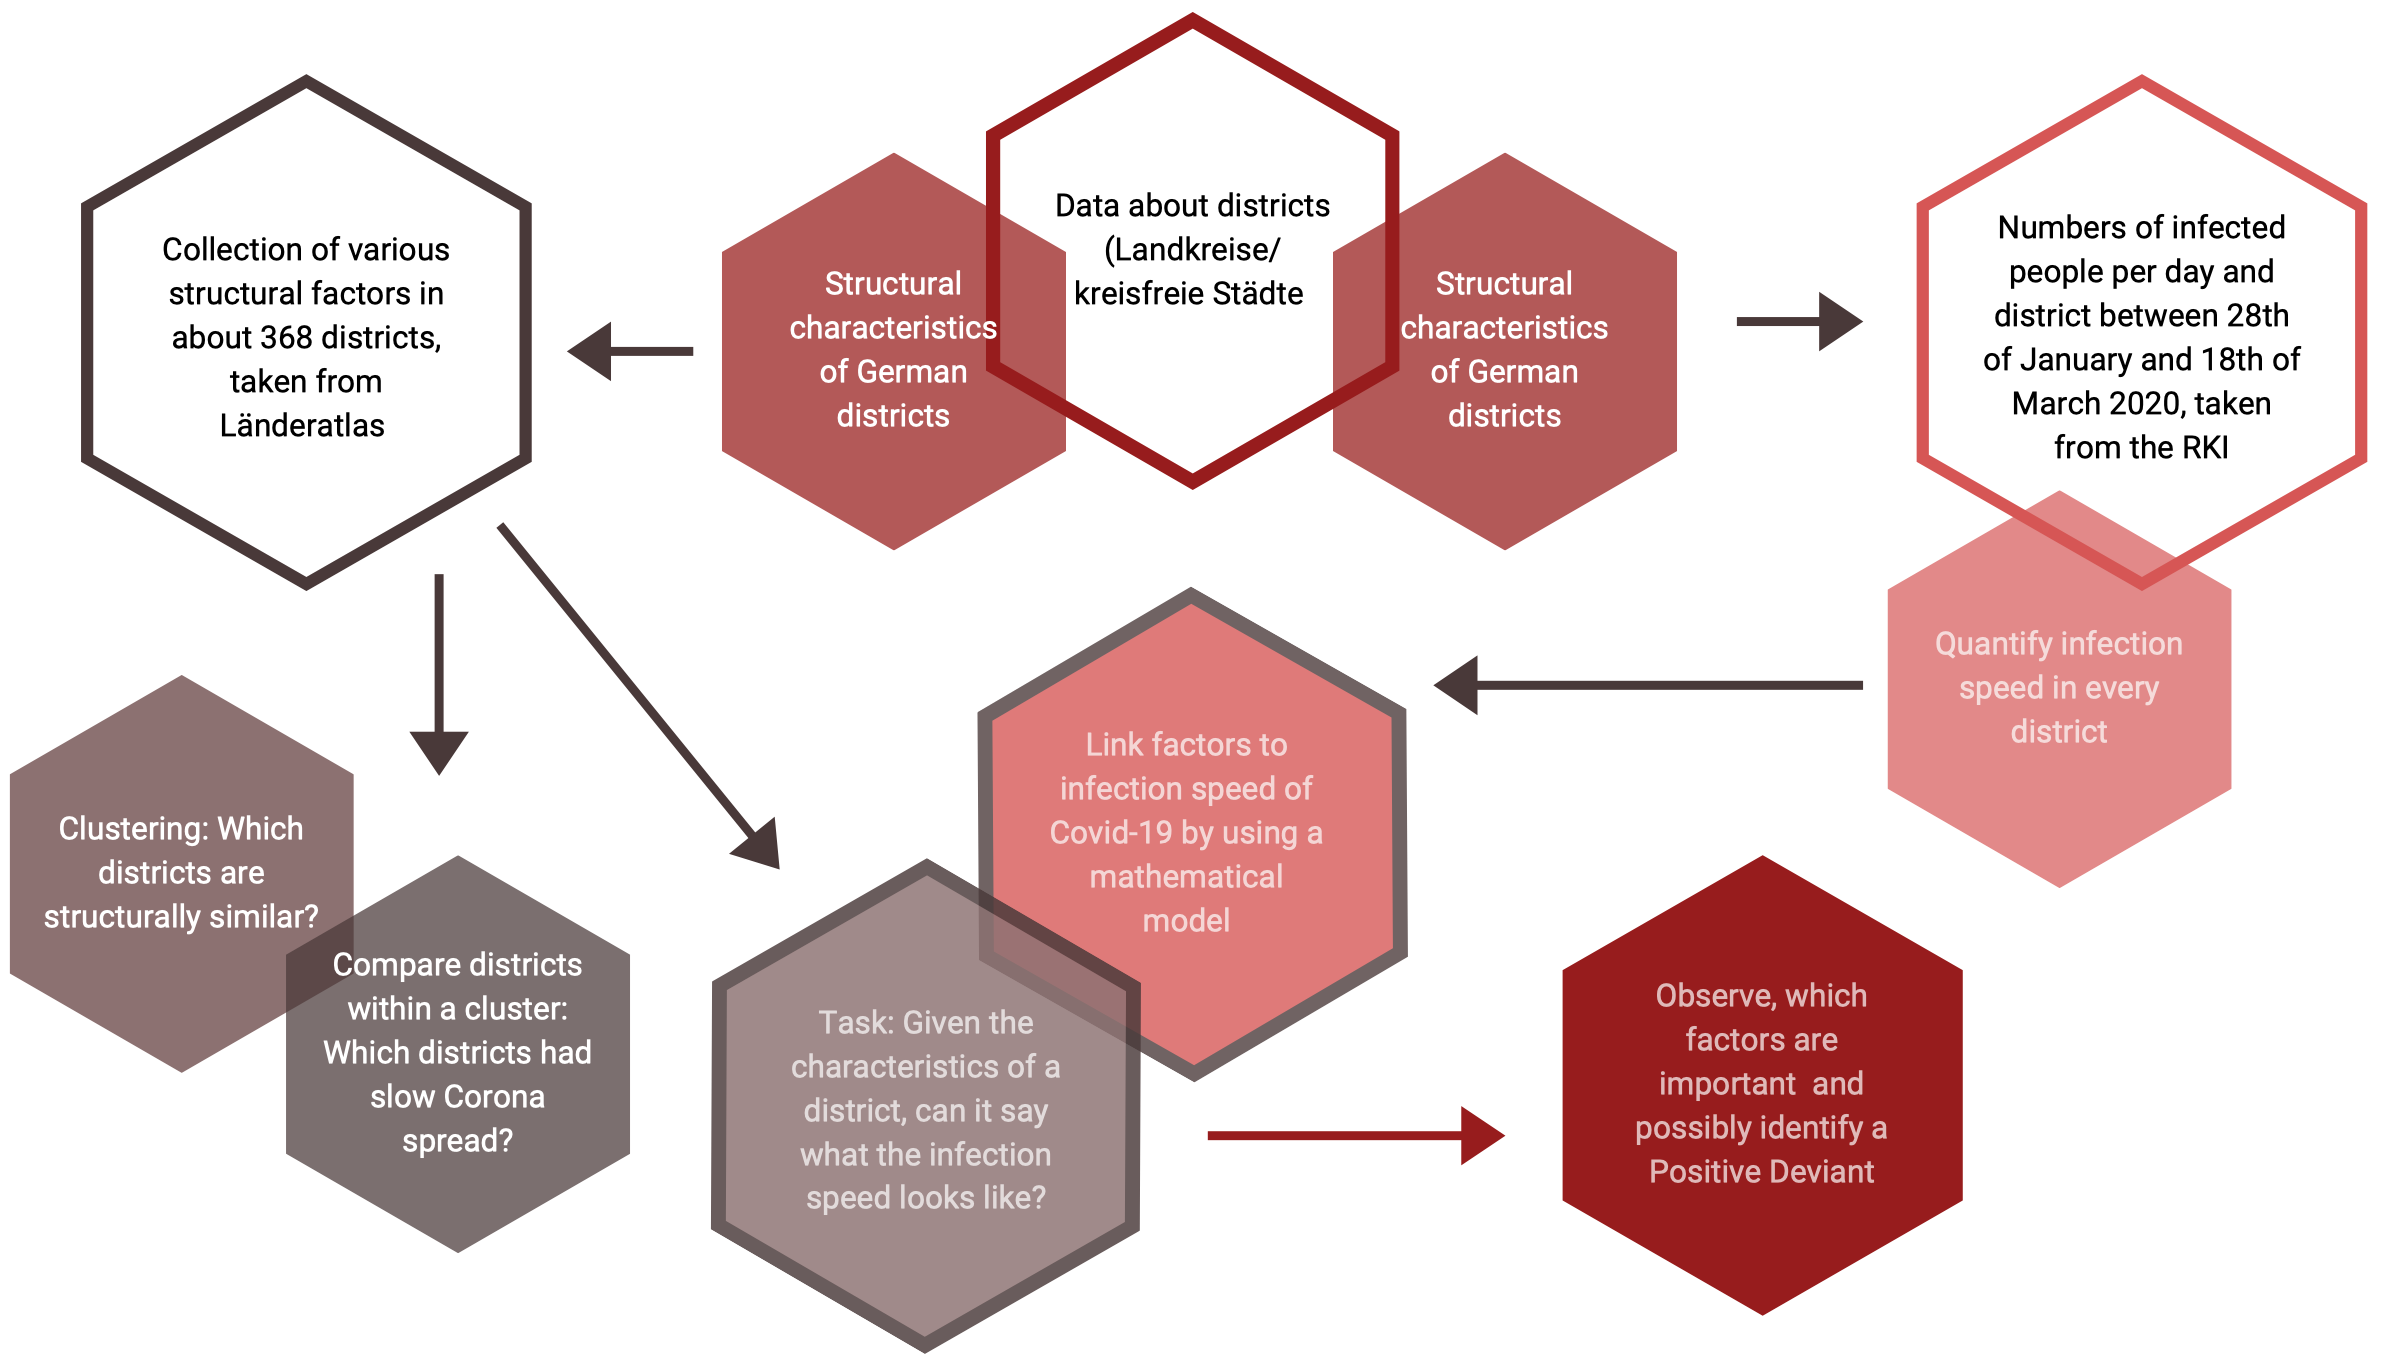 Collection of various
structural factors in
about 368 districts,
taken from
Länderatlas
Structural
characteristics
of German
districts
Data about districts
(Landkreise/
kreisfreie Städte
Structural
characteristics
of German
districts
Numbers of infected
people per day and
district between 28th
of January and 18th of
March 2020, taken
from the RKI
Quantify infection
speed in every
district
Link factors to
infection speed of
Covid-19 by using a
mathematical
model
Clustering: Which
districts are
structurally similar?
Compare districts
within a cluster:
Which districts had
slow Corona
spread?
Task: Given the
characteristics of a
district, can it say
what the infection
speed looks like?
Observe, which
factors are
important  and
possibly identify a
Positive Deviant